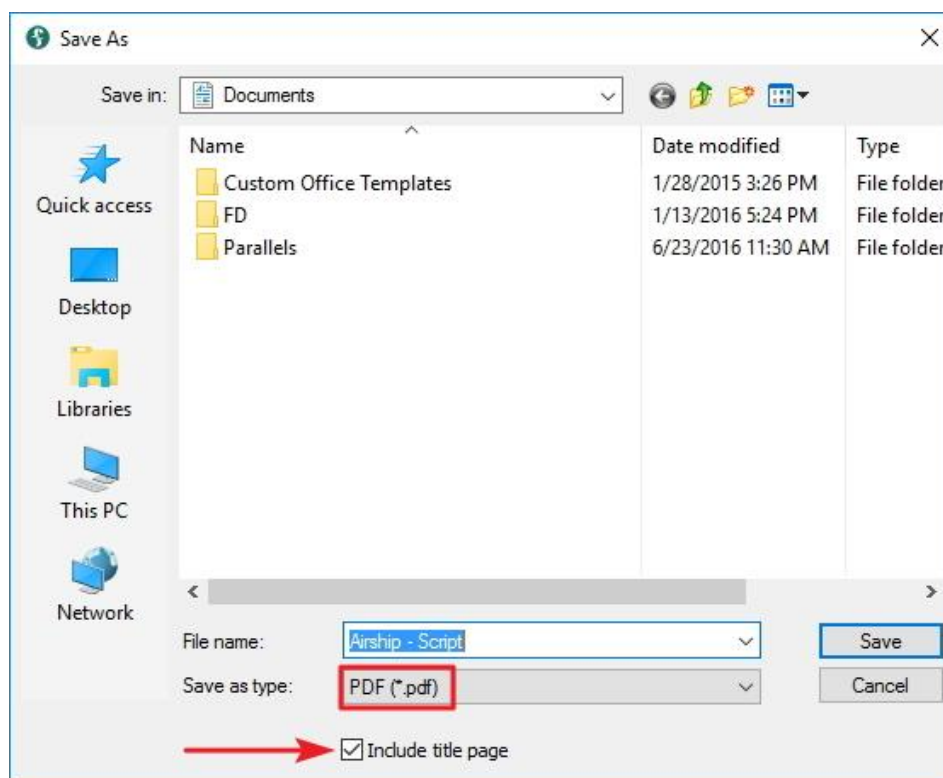 Save As
Save in: Documents
Name Date modified Type
Custom Office Templates 1/28/2015 3:26 PM File folder
FD 1/13/2016 5:24 PM File folder
Parallels 6/23/2016 11:30 AM File folder
Quick access
Desktop
Libraries
This PC
Network
File name: Airship - Script Save
Save as type: PDF (*.pdf) Cancel
Include title page